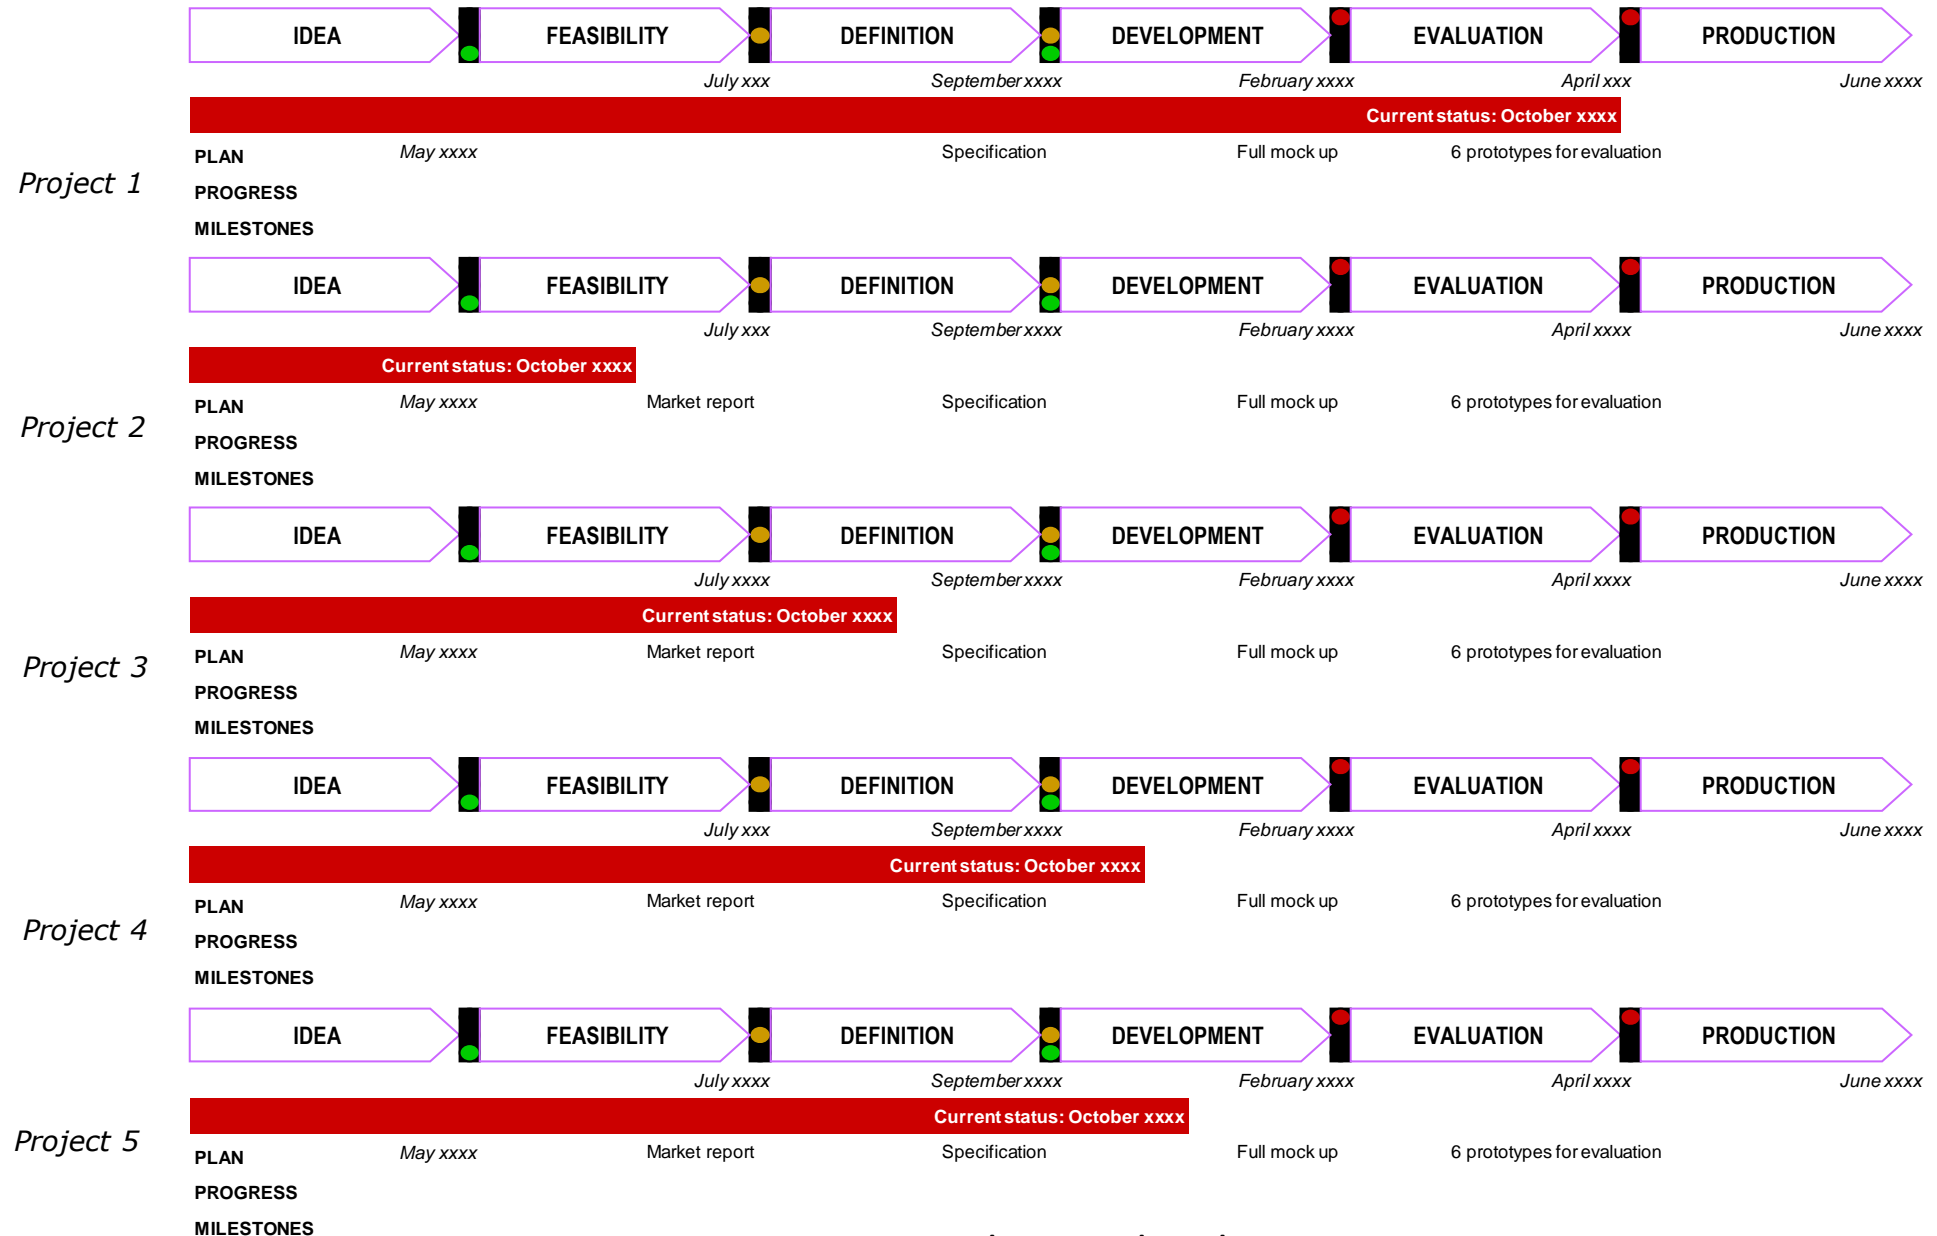 IDEA FEASIBILITY DEFINITION DEVELOPMENT EVALUATION PRODUCTION
July xxx September xxxx February xxxx April xxx June xxxx
Current status: October xxxx
PLAN May xxxx Specification Full mock up 6 prototypes for evaluation
Project 1
PROGRESS
MILESTONES
IDEA FEASIBILITY DEFINITION DEVELOPMENT EVALUATION PRODUCTION
July xxx September xxxx February xxxx April xxxx June xxxx
Current status: October xxxx
PLAN May xxxx Market report Specification Full mock up 6 prototypes for evaluation
Project 2
PROGRESS
MILESTONES
IDEA FEASIBILITY DEFINITION DEVELOPMENT EVALUATION PRODUCTION
July xxxx September xxxx February xxxx April xxxx June xxxx
Current status: October xxxx
PLAN May xxxx Market report Specification Full mock up 6 prototypes for evaluation
Project 3
PROGRESS
MILESTONES
IDEA FEASIBILITY DEFINITION DEVELOPMENT EVALUATION PRODUCTION
July xxx September xxxx February xxxx April xxxx June xxxx
Current status: October xxxx
PLAN May xxxx Market report Specification Full mock up 6 prototypes for evaluation
Project 4
PROGRESS
MILESTONES
IDEA FEASIBILITY DEFINITION DEVELOPMENT EVALUATION PRODUCTION
July xxxx September xxxx February xxxx April xxxx June xxxx
Current status: October xxxx
Project 5
PLAN May xxxx Market report Specification Full mock up 6 prototypes for evaluation
PROGRESS
MILESTONES